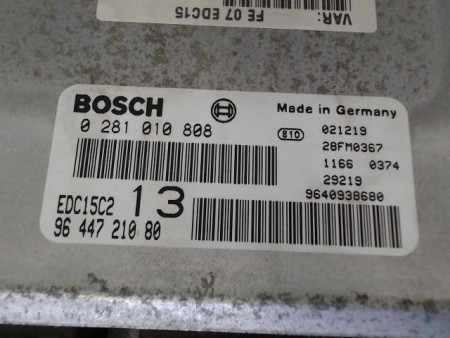 VAR:
FE 07 EDC15
BOSCH
Made in Germany
0 281 010 808
810
021219
28FM0367
1166 0374
29219
9640938680
EDC15C2
13
96 447 210 80